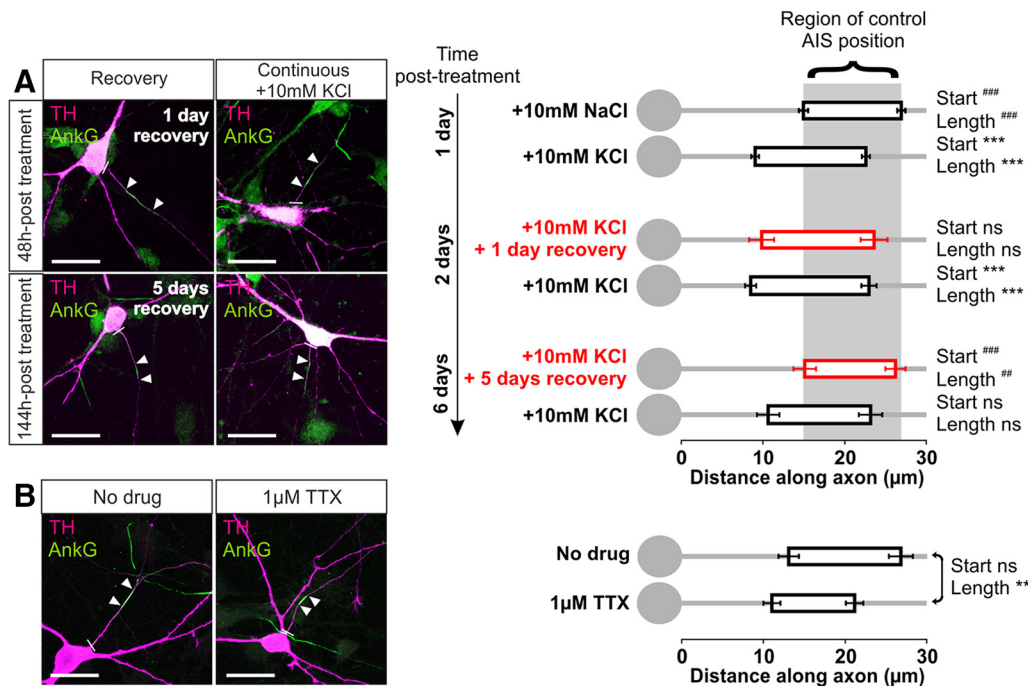 A
Recovery
Continuous
+10mM KCl
48h-post treatment
TH
AnkG
1 day
recovery
TH
AnkG
144h-post treatment
TH
AnkG
5 days
recovery
TH
AnkG
Time
post-treatment
1 day
2 days
6 days
Region of control
AIS position
+10mM NaCl
Start ###
Length ###
+10mM KCl
Start ***
Length ***
+10mM KCl
+ 1 day recovery
Start ns
Length ns
+10mM KCl
Start ***
Length ***
+10mM KCl
+ 5 days recovery
Start ###
Length ##
+10mM KCl
Start ns
Length ns
0 10 20 30
Distance along axon (µm)
B
No drug
1µM TTX
TH
AnkG
TH
AnkG
No drug
1µM TTX
Start ns
Length **
0 10 20 30
Distance along axon (µm)